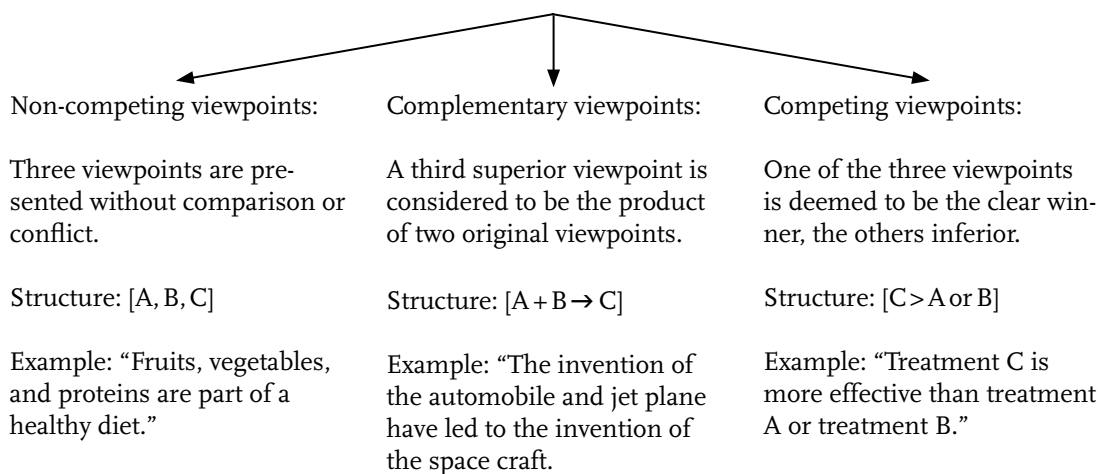 Non-competing viewpoints:
Three viewpoints are pre-
sented without comparison or
conflict.
Structure: [A, B, C]
Example: “Fruits, vegetables,
and proteins are part of a
healthy diet.”
Complementary viewpoints:
A third superior viewpoint is
considered to be the product
of two original viewpoints.
Structure: [A + B → C]
Example: “The invention of
the automobile and jet plane
have led to the invention of
the space craft.
Competing viewpoints:
One of the three viewpoints
is deemed to be the clear win-
ner, the others inferior.
Structure: [C > A or B]
Example: “Treatment C is
more effective than treatment
A or treatment B.”